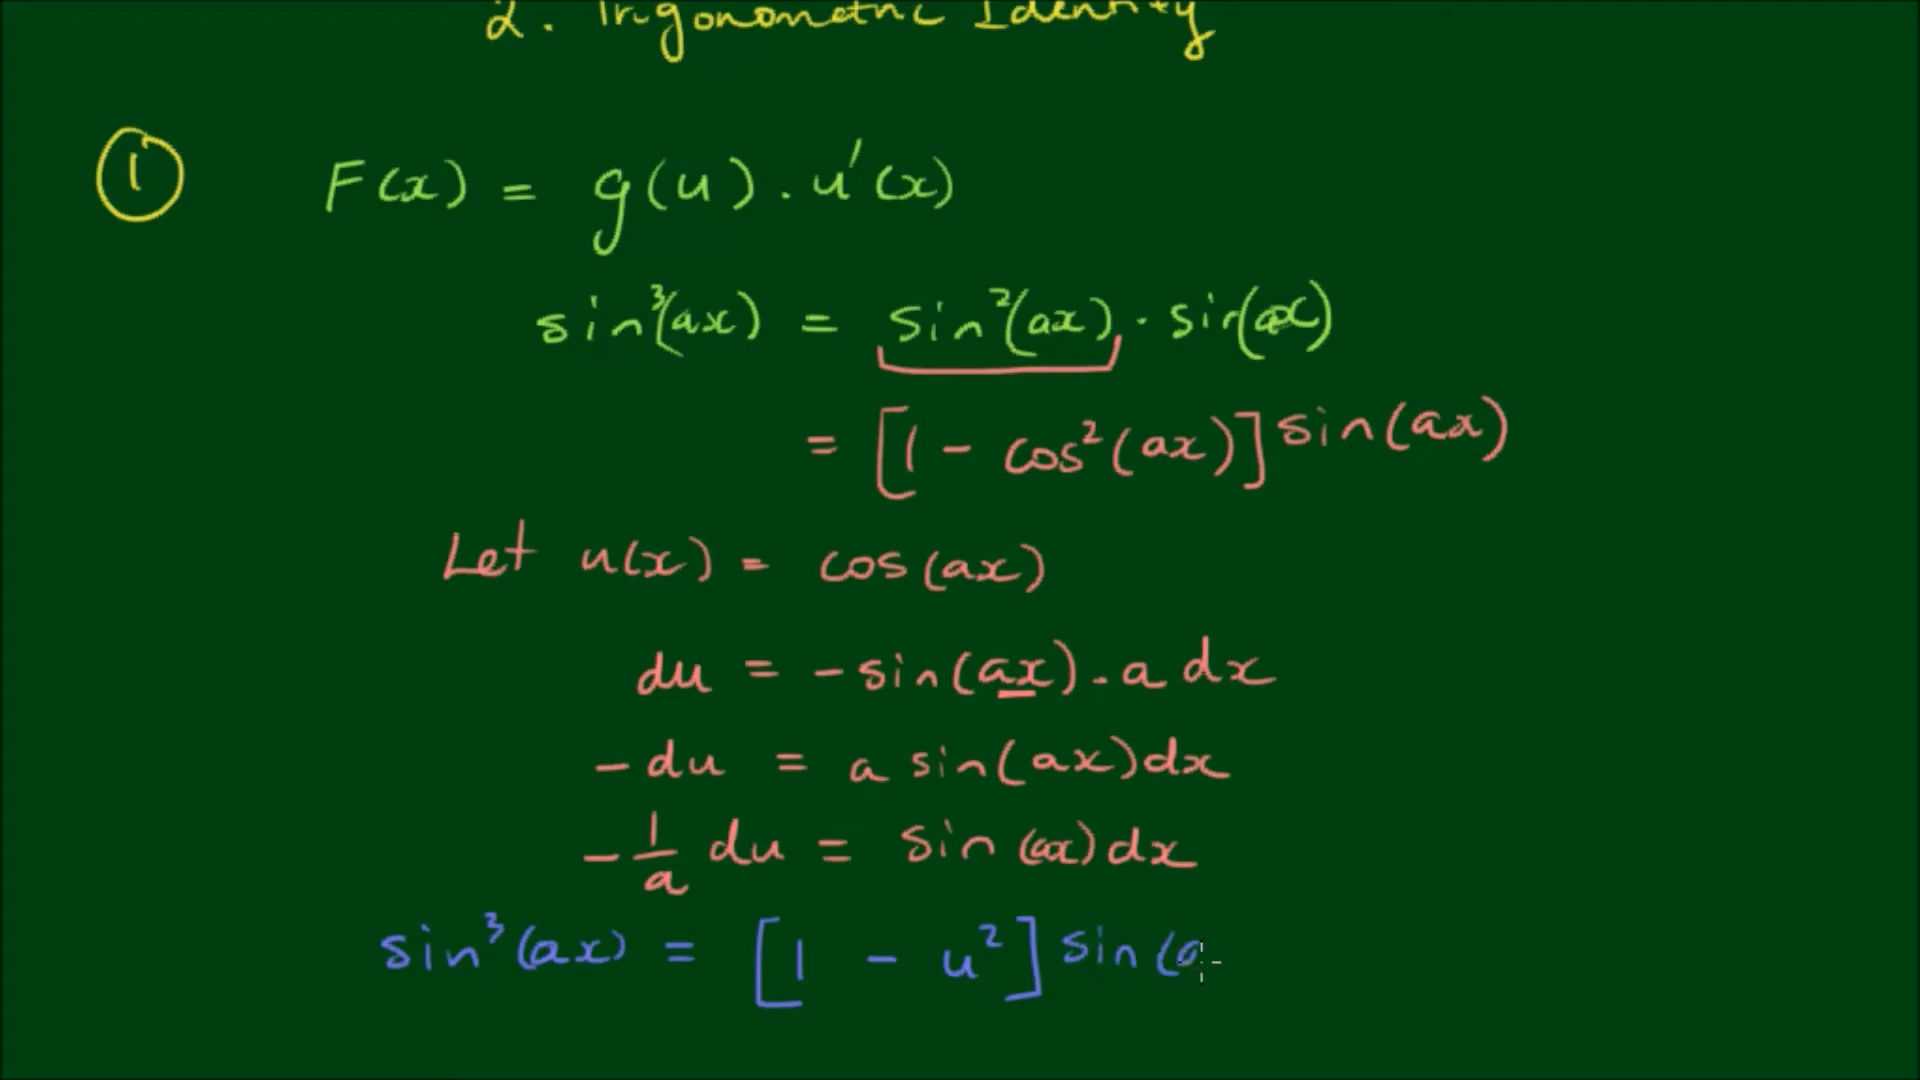 2. Trigonometric Identity
1 F(x) = g(u) . u'(x)
sin³(ax) = sin²(ax) . sin(ax)
= [1 - cos²(ax)] sin(ax)
Let u(x) = cos(ax)
du = -sin(ax) . a dx
-du = a sin(ax)dx
-1/a du = sin(ax)dx
sin³(ax) = [1 - u²] sin(a